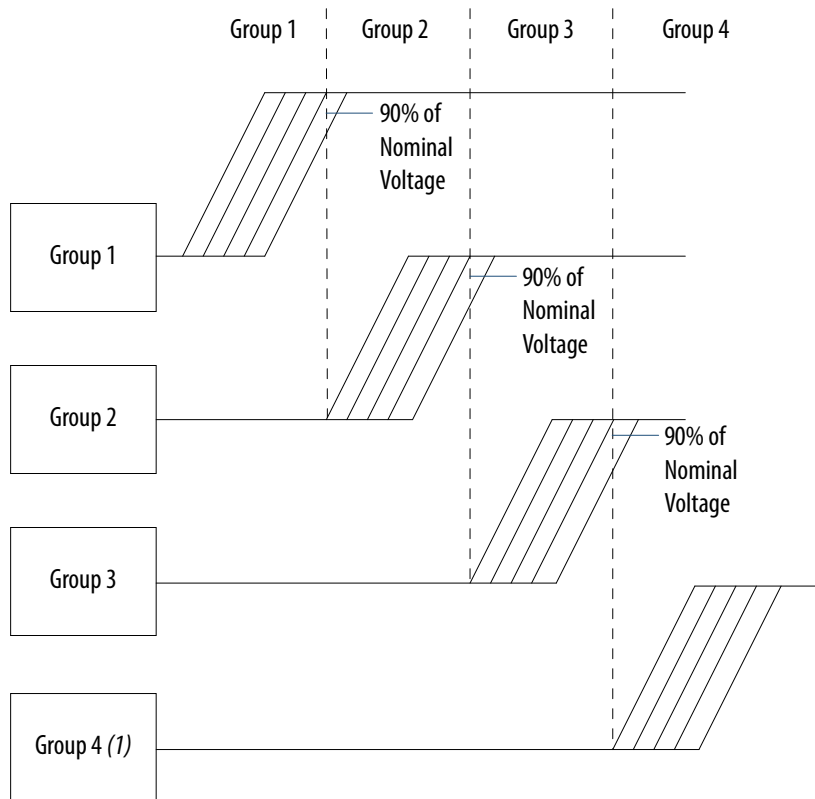 Group 1
Group 2
Group 3
Group 4
90% of
Nominal
Voltage
Group 1
90% of
Nominal
Voltage
Group 2
90% of
Nominal
Voltage
Group 3
Group 4 (1)